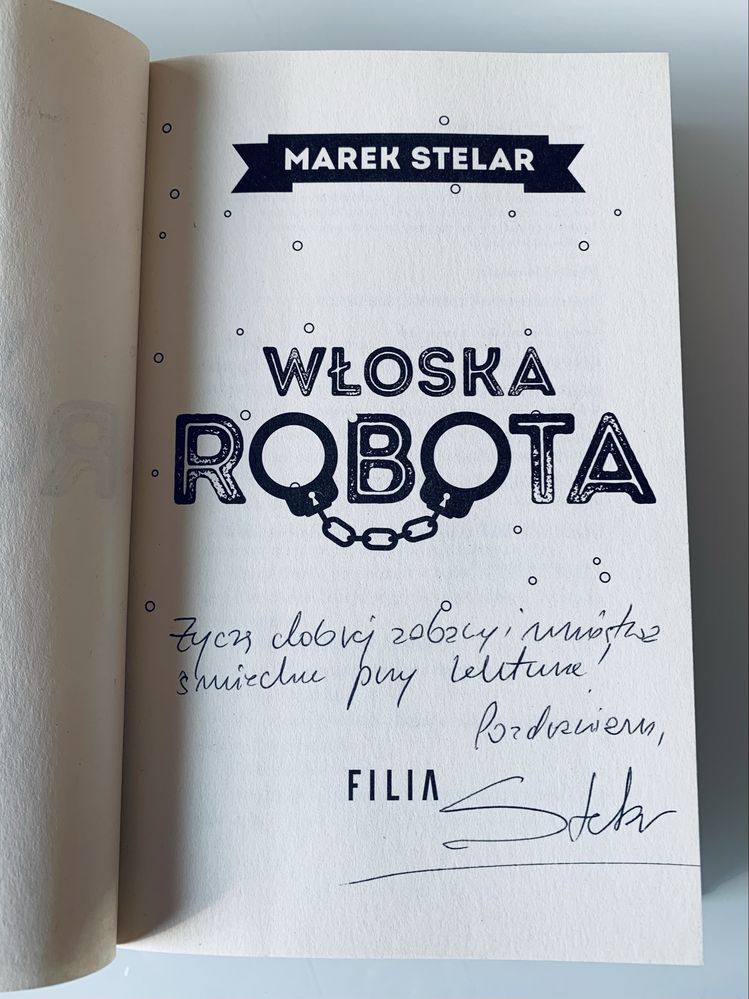 MAREK STELAR
WŁOSKA
ROBOTA
Życzę dobrej zabawy i mnóstwa
śmiechu przy lekturze!
Pozdrawiam,
FILIA
Stelar